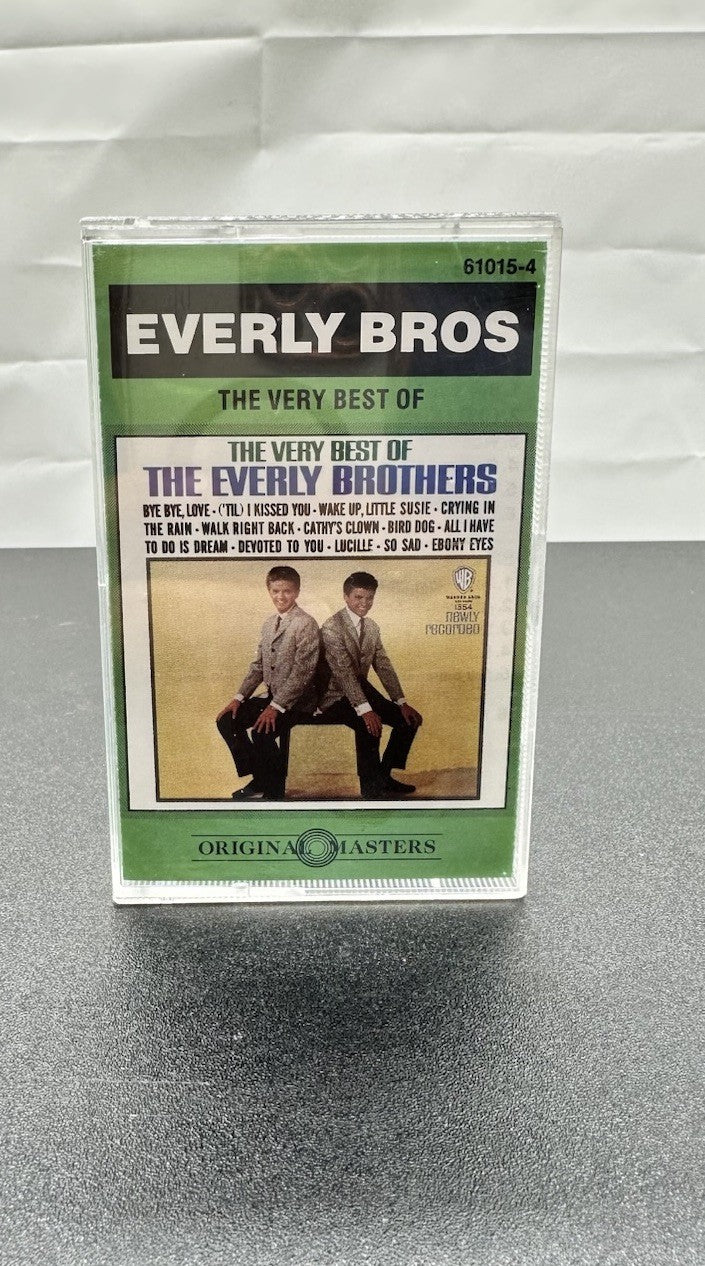 61015-4
EVERLY BROS
THE VERY BEST OF
THE VERY BEST OF
THE EVERLY BROTHERS
BYE BYE, LOVE • ('TIL) I KISSED YOU • WAKE UP, LITTLE SUSIE • CRYING IN
THE RAIN • WALK RIGHT BACK • CATHY'S CLOWN • BIRD DOG • ALL I HAVE
TO DO IS DREAM • DEVOTED TO YOU • LUCILLE • SO SAD • EBONY EYES
WB
WARNER BROS.
1554
newly
recorded
ORIGINAL MASTERS